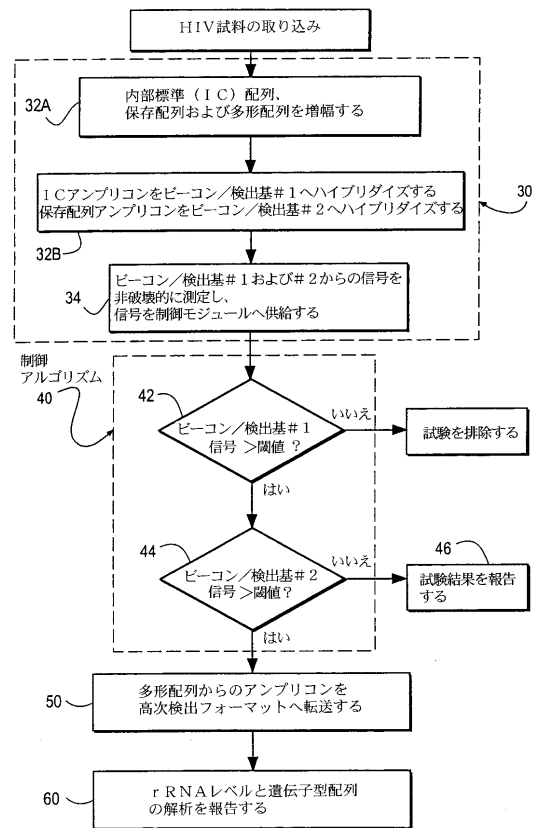 HIV試料の取り込み
32A
内部標準(IC)配列、
保存配列および多形配列を増幅する
ICアンプリコンをビーコン/検出基#1へハイブリダイズする
保存配列アンプリコンをビーコン/検出基#2へハイブリダイズする
32B
30
34
ビーコン/検出基#1および#2からの信号を
非破壊的に測定し、
信号を制御モジュールへ供給する
制御
アルゴリズム
40
42
ビーコン/検出基#1
信号 >閾値 ?
いいえ
試験を排除する
はい
44
ビーコン/検出基#2
信号>閾値?
いいえ
46
試験結果を報告
する
はい
50
多形配列からのアンプリコンを
高次検出フォーマットへ転送する
60
rRNAレベルと遺伝子型配列
の解析を報告する